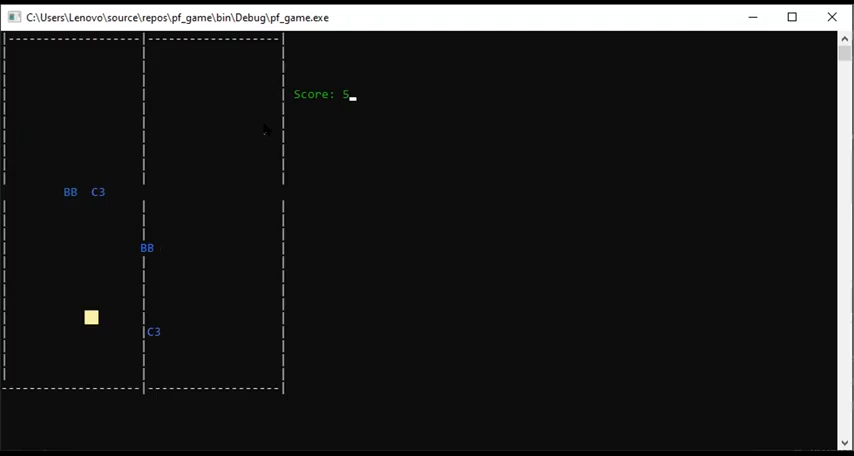 C:\Users\Lenovo\source\repos\pf_game\bin\Debug\pf_game.exe
Score: 5
BB C3
BB
C3